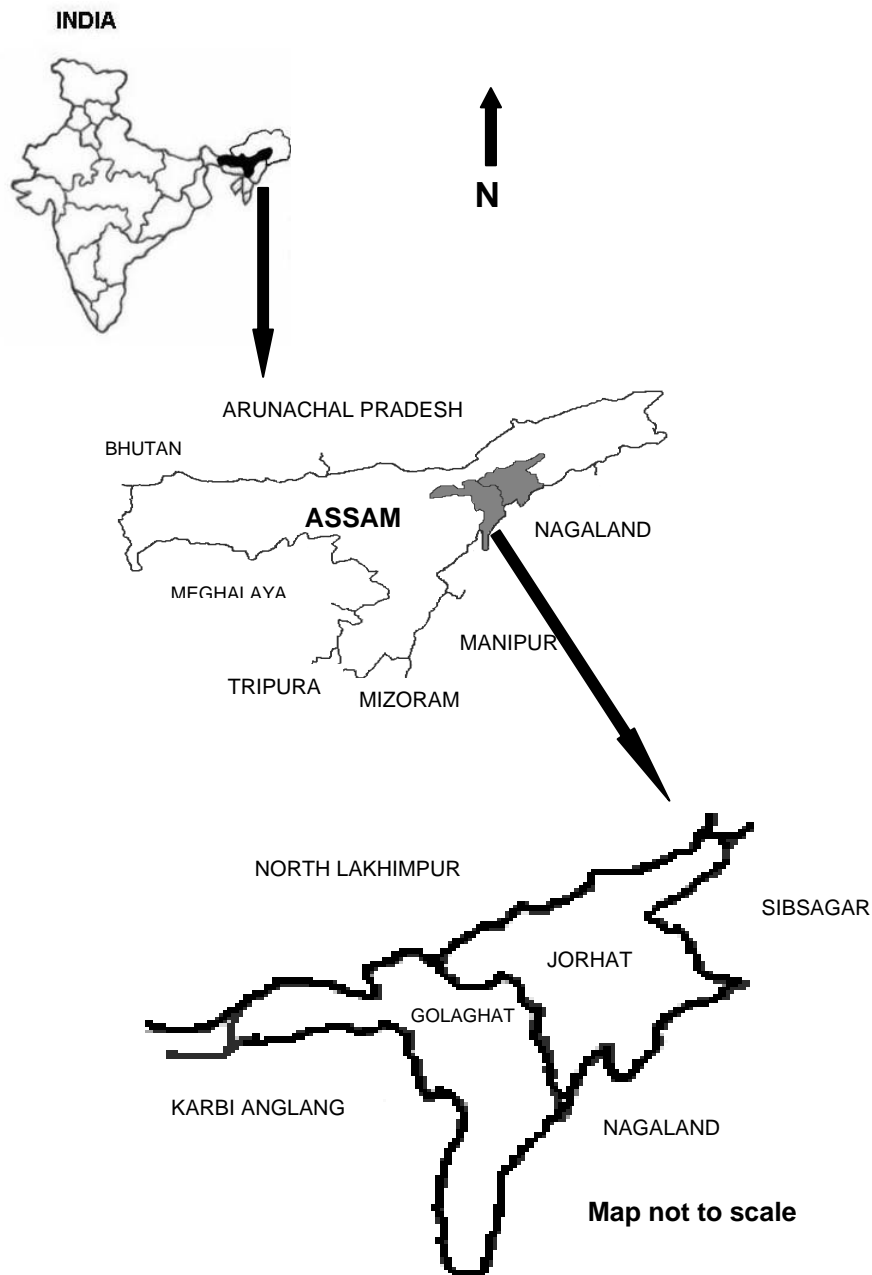 INDIA
N
ARUNACHAL PRADESH
BHUTAN
ASSAM
NAGALAND
MEGHALAYA
MANIPUR
TRIPURA
MIZORAM
NORTH LAKHIMPUR
SIBSAGAR
JORHAT
GOLAGHAT
KARBI ANGLANG
NAGALAND
Map not to scale